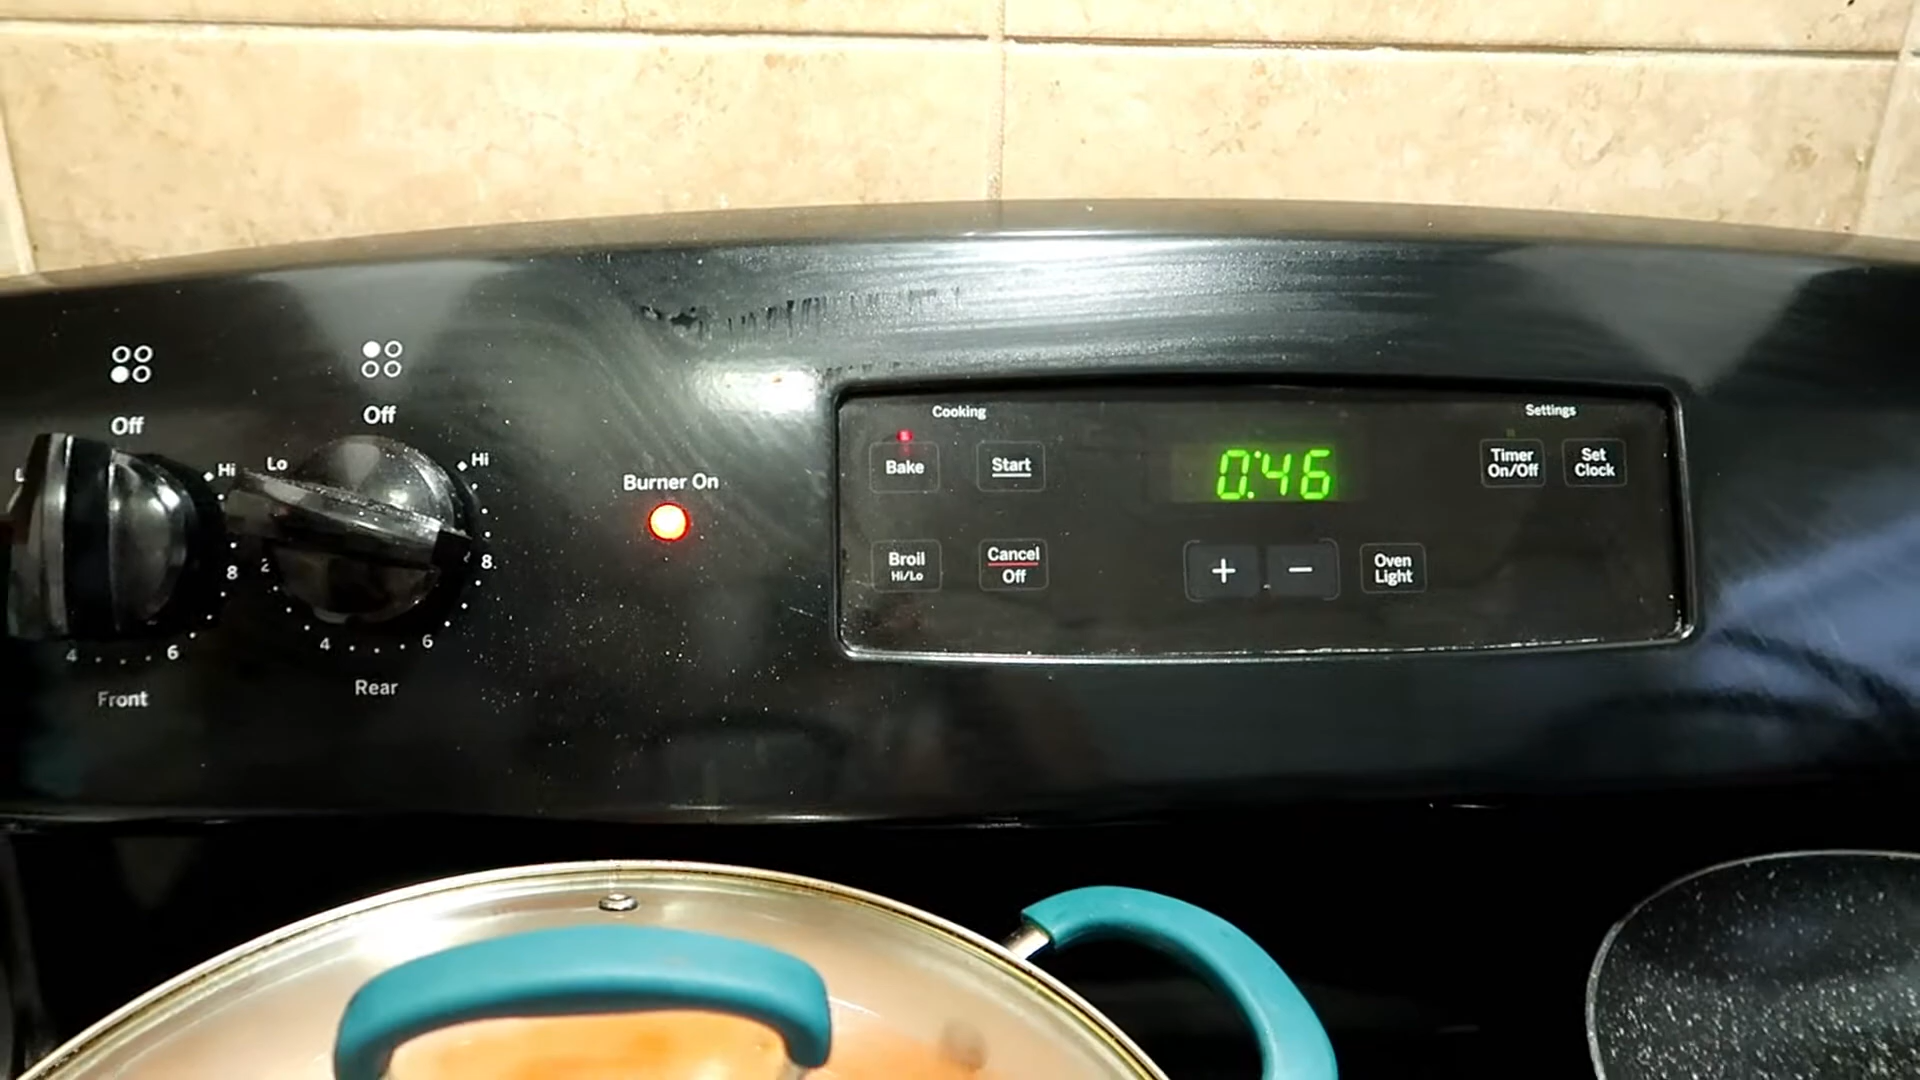 Off
Off
L
Hi
Lo
Hi
8
2
8
4
6
4
6
Front
Rear
Burner On
Cooking
Settings
Bake
Start
0:46
Timer
On/Off
Set
Clock
Broil
Hi/Lo
Cancel
Off
+
−
Oven
Light